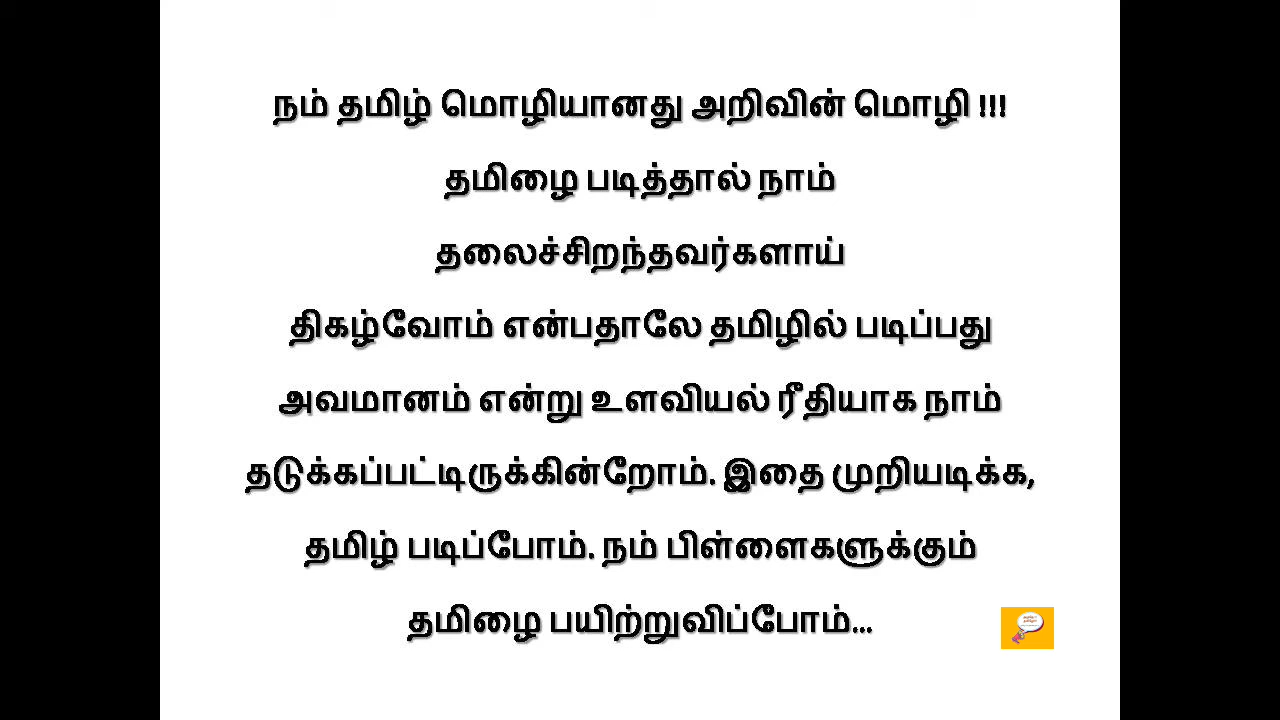 நம் தமிழ் மொழியானது அறிவின் மொழி !!!
தமிழை படித்தால் நாம்
தலைச்சிறந்தவர்களாய்
திகழ்வோம் என்பதாலே தமிழில் படிப்பது
அவமானம் என்று உளவியல் ரீதியாக நாம்
தடுக்கப்பட்டிருக்கின்றோம். இதை முறியடிக்க,
தமிழ் படிப்போம். நம் பிள்ளைகளுக்கும்
தமிழை பயிற்றுவிப்போம்...